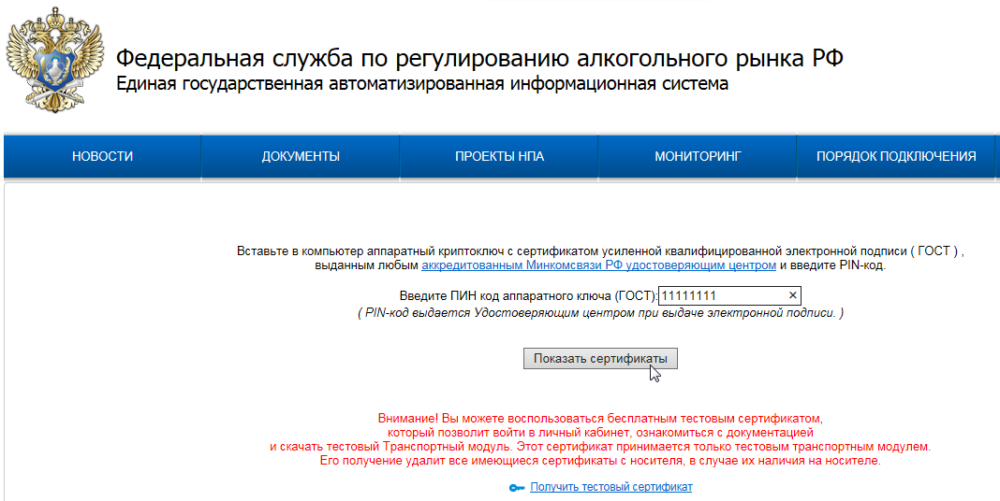 Федеральная служба по регулированию алкогольного рынка РФ
Единая государственная автоматизированная информационная система
НОВОСТИ ДОКУМЕНТЫ ПРОЕКТЫ НПА МОНИТОРИНГ ПОРЯДОК ПОДКЛЮЧЕНИЯ
Вставьте в компьютер аппаратный криптоключ с сертификатом усиленной квалифицированной электронной подписи ( ГОСТ ) ,
выданным любым аккредитованным Минкомсвязи РФ удостоверяющим центром и введите PIN-код.
Введите ПИН код аппаратного ключа (ГОСТ): 11111111 ×
( PIN-код выдается Удостоверяющим центром при выдаче электронной подписи. )
Показать сертификаты
Внимание! Вы можете воспользоваться бесплатным тестовым сертификатом,
который позволит войти в личный кабинет, ознакомиться с документацией
и скачать тестовый Транспортный модуль. Этот сертификат принимается только тестовым транспортным модулем.
Его получение удалит все имеющиеся сертификаты с носителя, в случае их наличия на носителе.
Получить тестовый сертификат